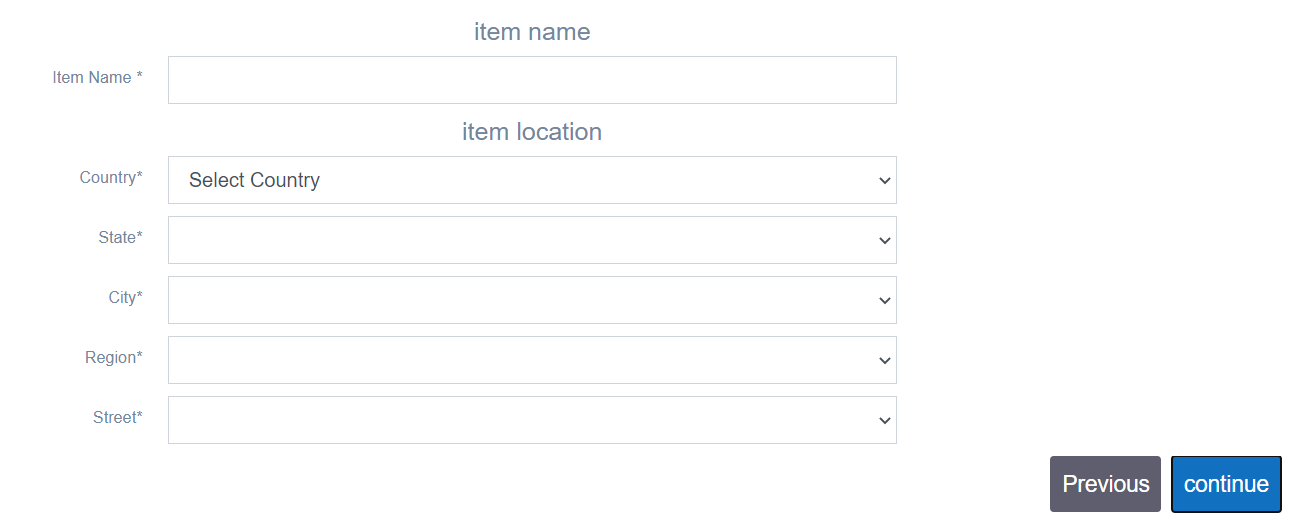 item name
Item Name *
item location
Country*
Select Country
State*
City*
Region*
Street*
Previous
continue